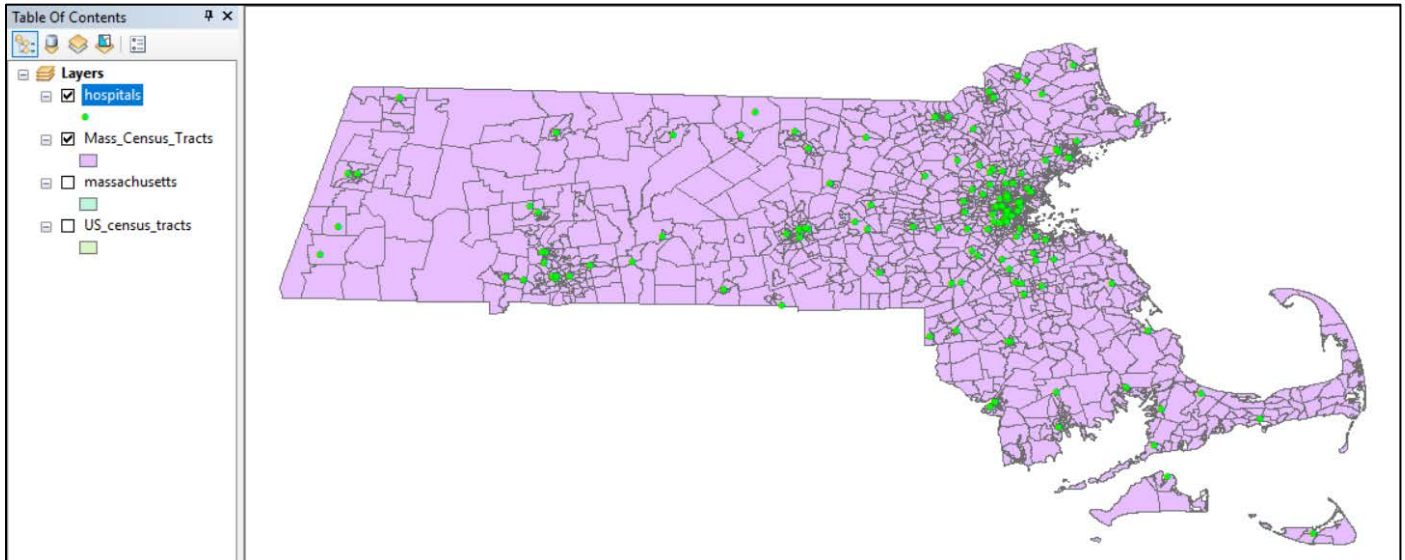 Table Of Contents
Layers
hospitals
Mass_Census_Tracts
massachusetts
US_census_tracts